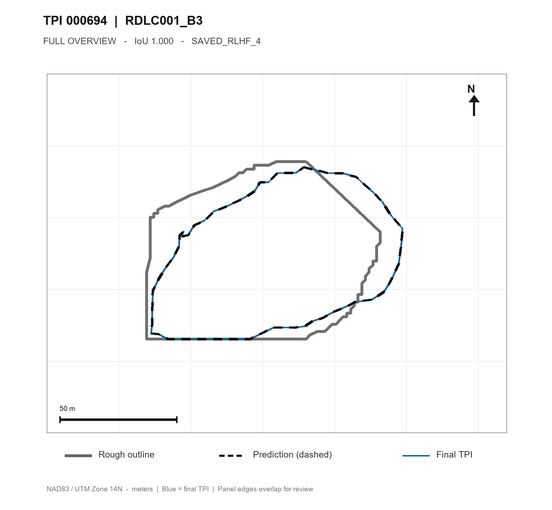 TPI 000694 | RDLC001_B3
FULL OVERVIEW - IoU 1.000 - SAVED_RLHF_4
N
50 m
Rough outline
Prediction (dashed)
Final TPI
NAD83 / UTM Zone 14N - meters | Blue = final TPI | Panel edges overlap for review